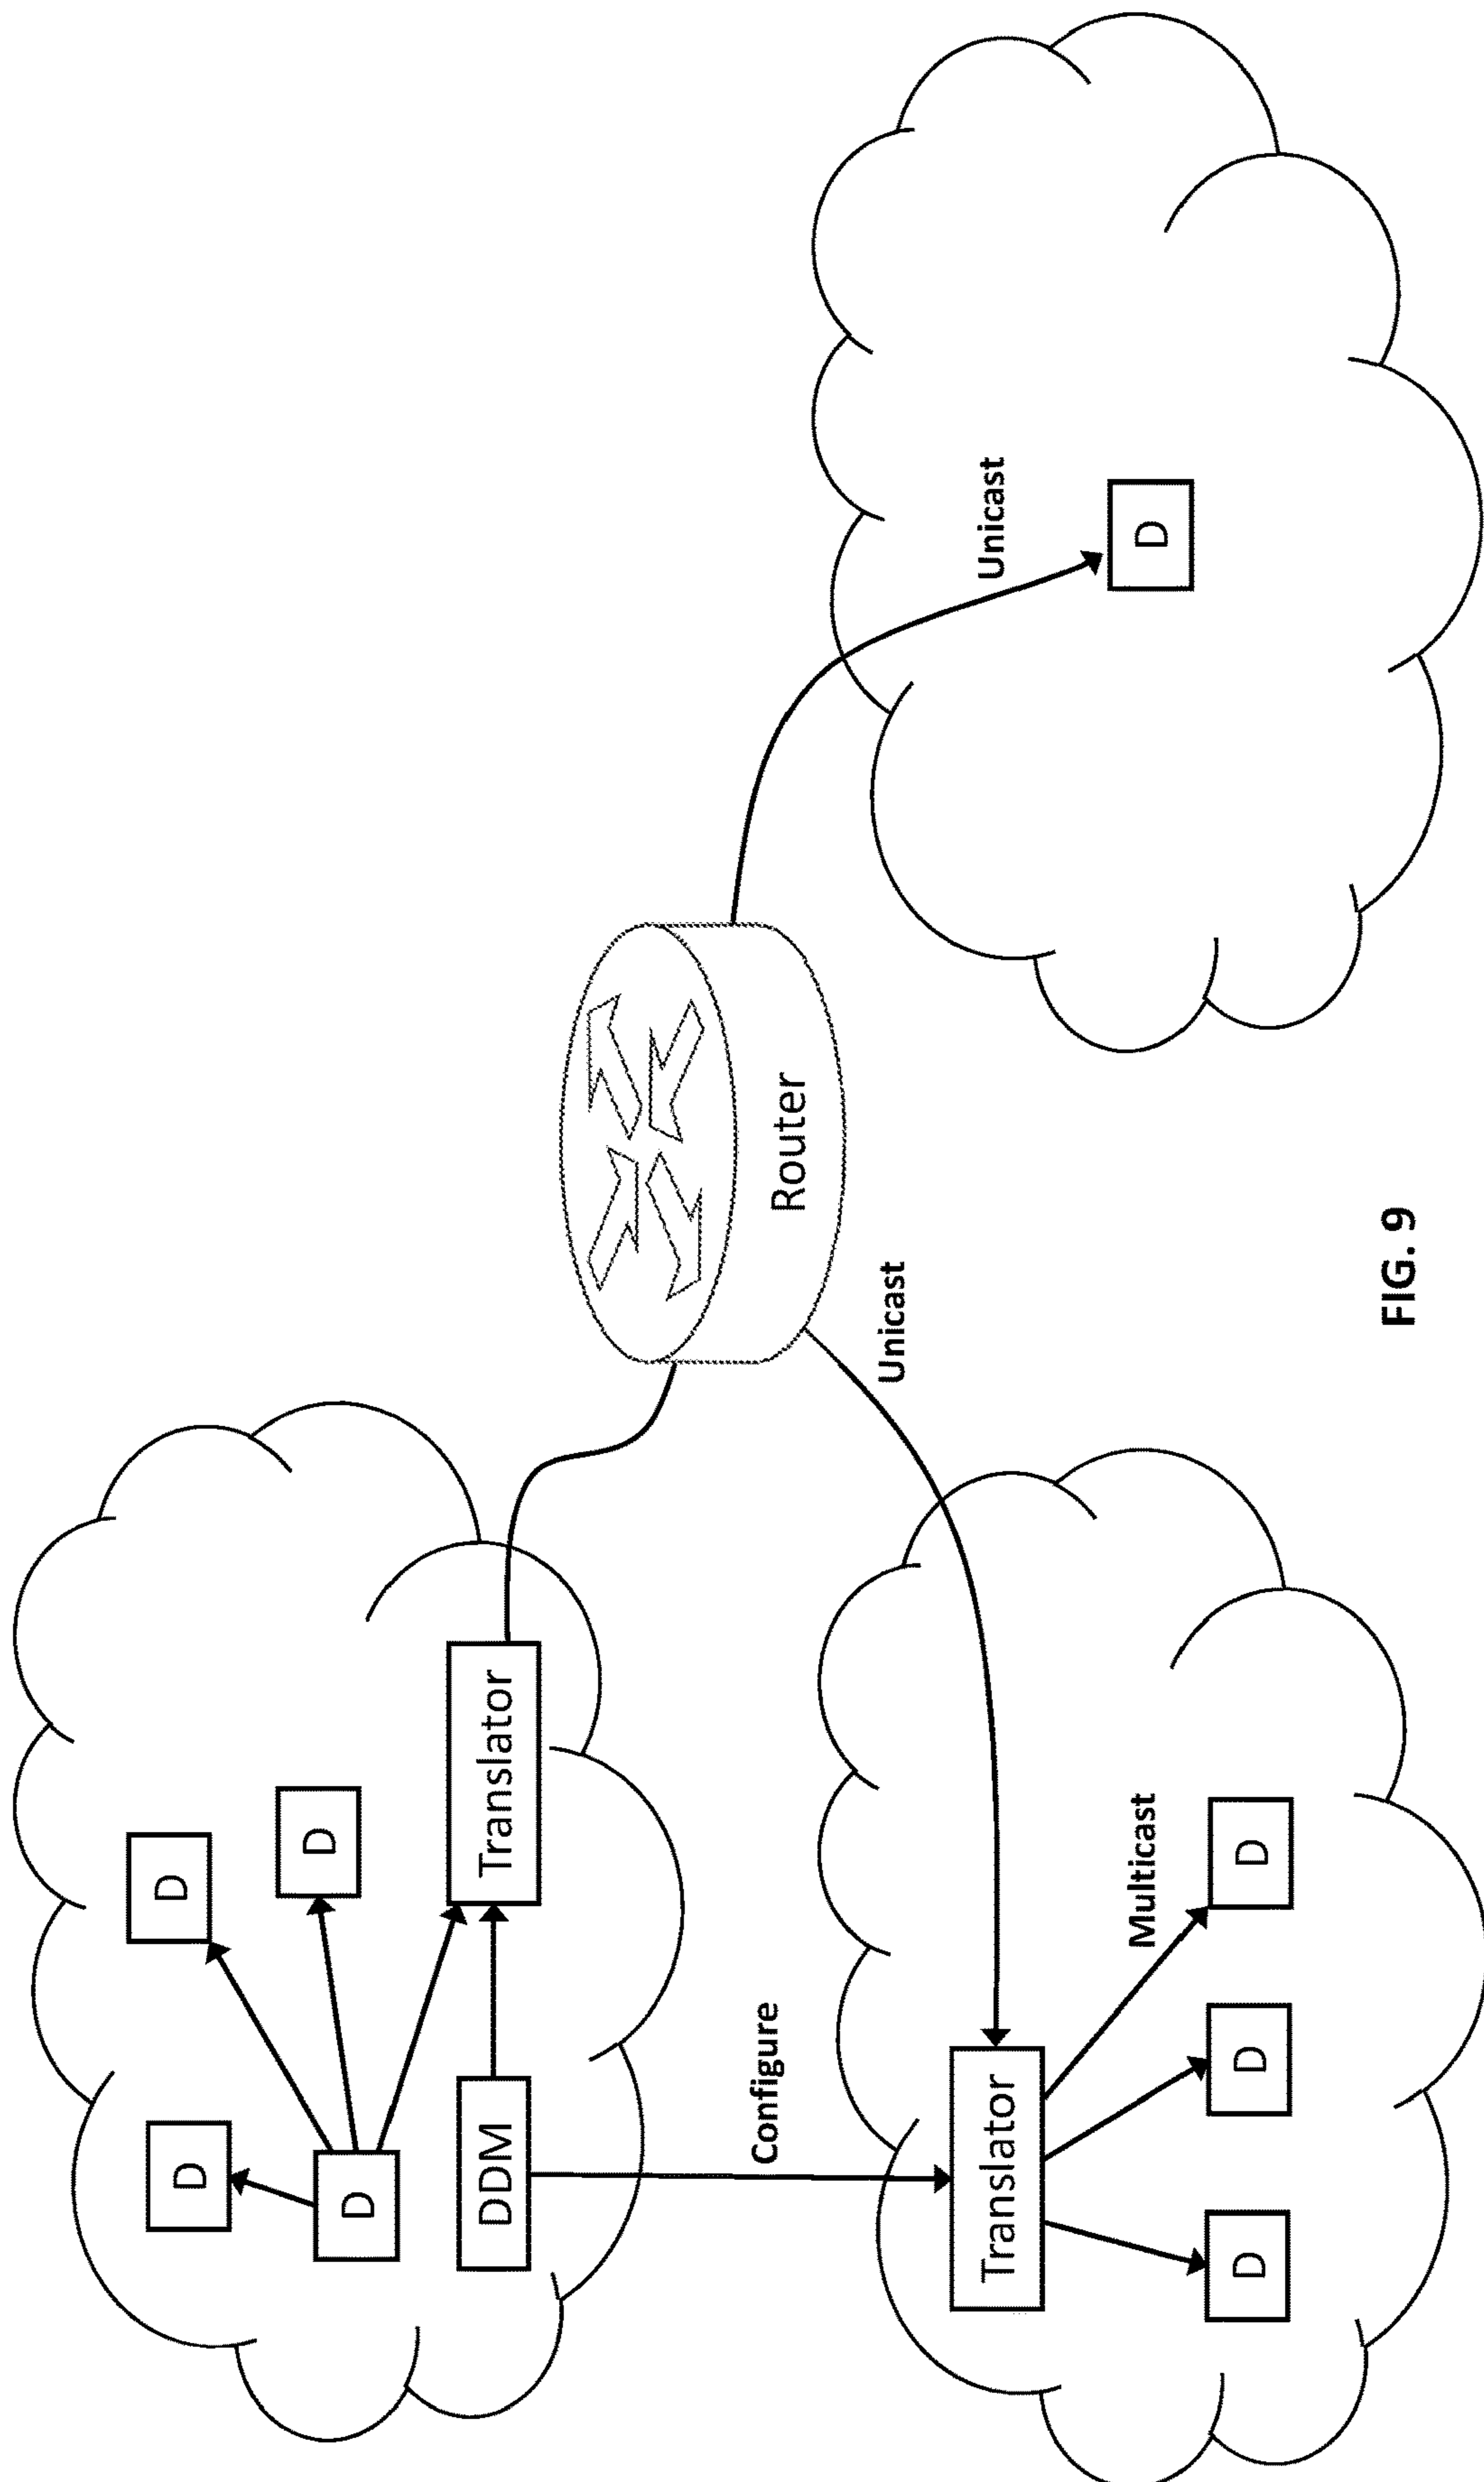 D
D
D
D
Translator
DDM
Configure
Router
Unicast
Unicast
D
Translator
Multicast
D
D
D
FIG. 9